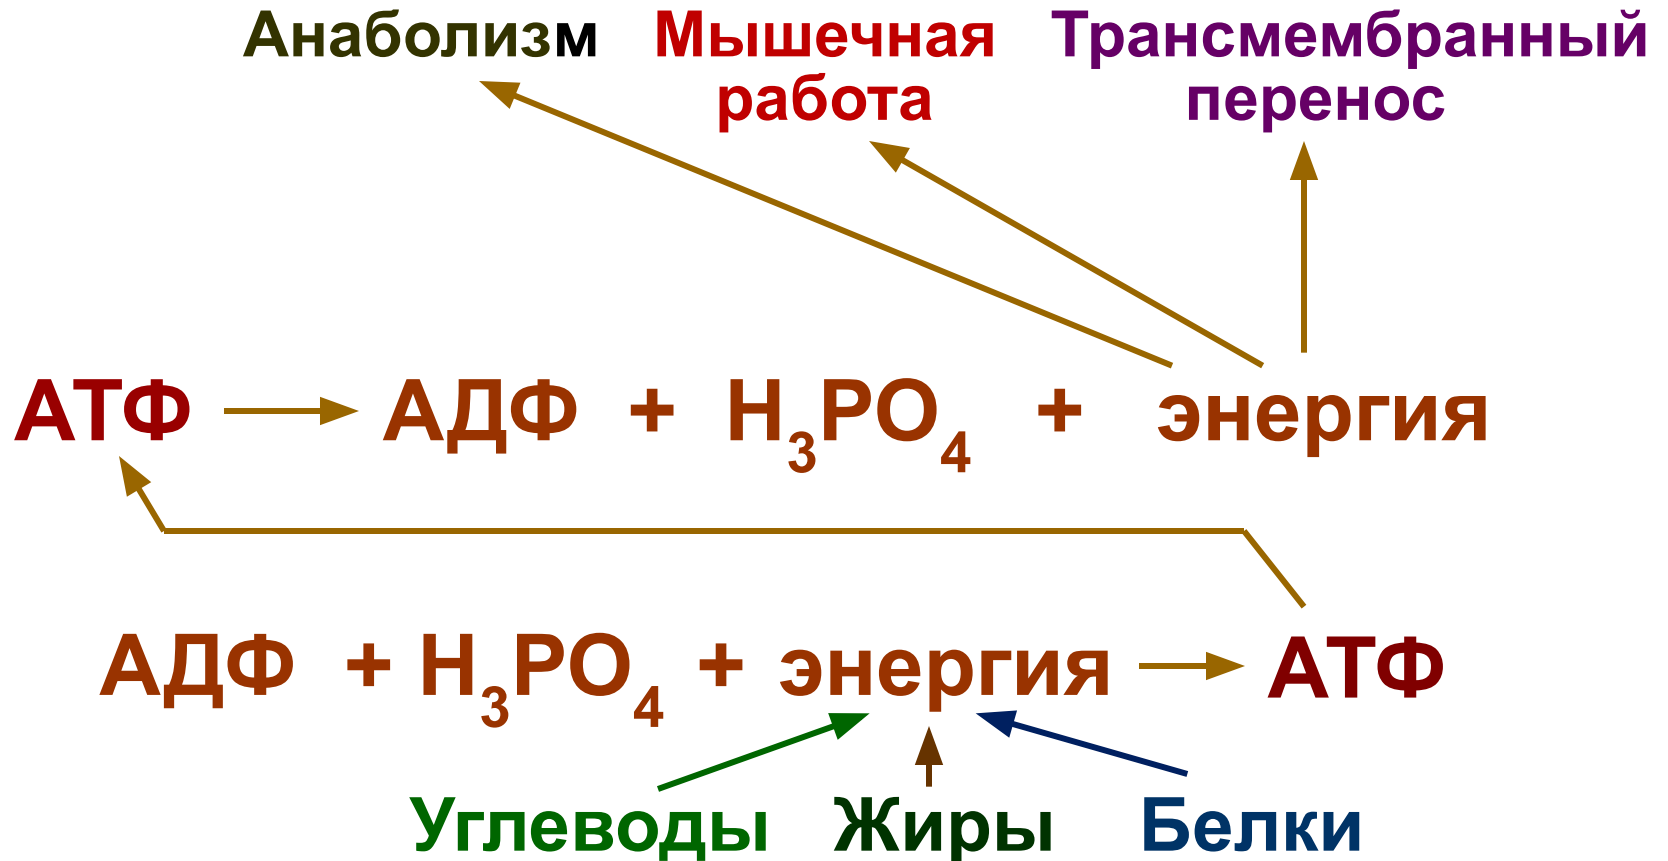 Анаболизм Мышечная Трансмембранный
работа перенос
АТФ АДФ + H3PO4 + энергия
АДФ + H3PO4 + энергия АТФ
Углеводы Жиры Белки